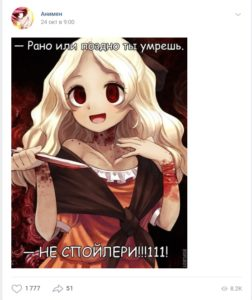 Анимен
24 окт в 9:00
— Рано или поздно ты умрешь.
—НЕ СПОЙЛЕРИ!!!111!
1777
51
8.2K